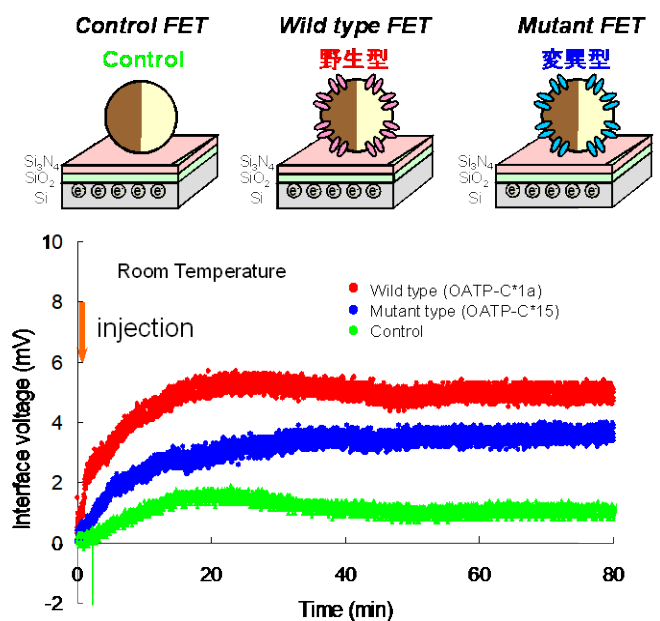 Control FET
Wild type FET
Mutant FET
Control
野生型
変異型
Si₃N₄
SiO₂
Si
e e e e e
Si₃N₄
SiO₂
Si
e e e e e
Si₃N₄
SiO₂
Si
e e e e e
10
8
6
4
2
0
-2
Interface voltage (mV)
Room Temperature
injection
Wild type (OATP-C*1a)
Mutant type (OATP-C*15)
Control
0 20 40 60 80
Time (min)